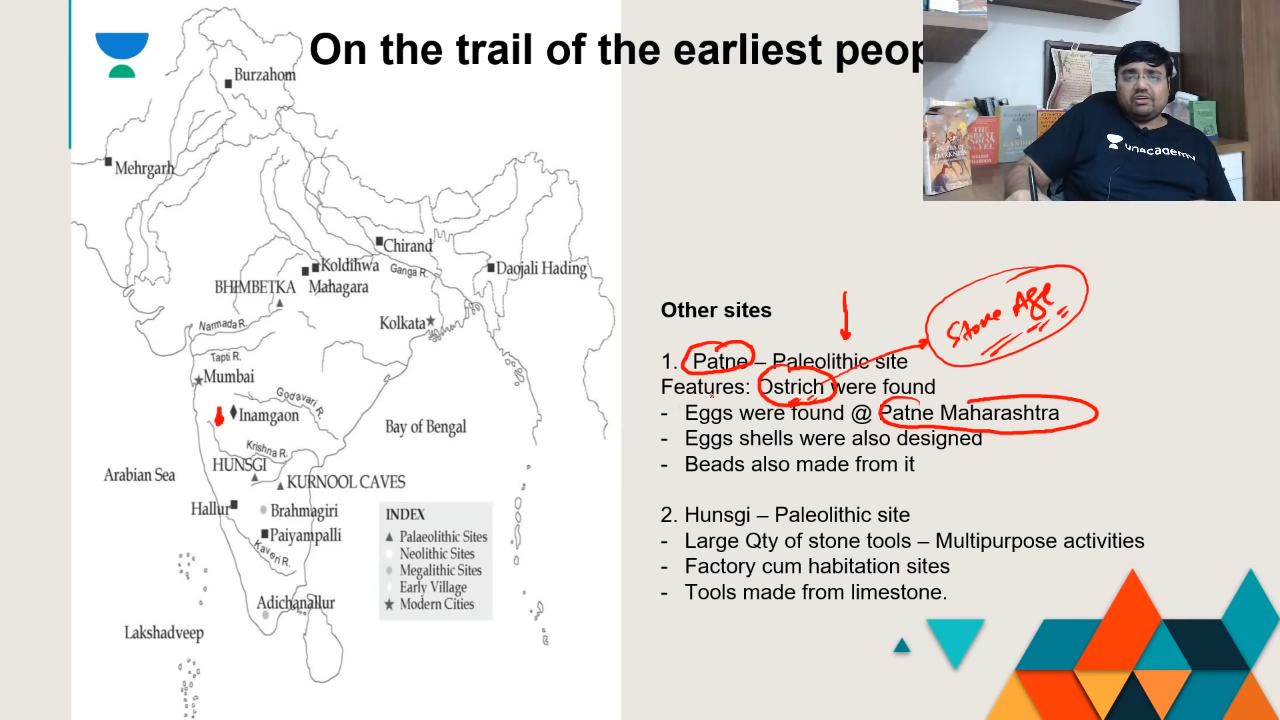 On the trail of the earliest peop
unacademy
Burzahom
Mehrgarh
Chirand
Koldihwa
Ganga R.
Daojali Hading
BHIMBETKA
Mahagara
Narmada R.
Kolkata
Tapti R.
Mumbai
Godavari R.
Inamgaon
Bay of Bengal
Krishna R.
HUNSGI
Arabian Sea
KURNOOL CAVES
Hallur
Brahmagiri
Paiyampalli
Kaveri R.
Adichanallur
Lakshadweep
INDEX
Palaeolithic Sites
Neolithic Sites
Megalithic Sites
Early Village
Modern Cities
Stone Age
Other sites
1. Patne – Paleolithic site
Features: Ostrich were found
- Eggs were found @ Patne Maharashtra
- Eggs shells were also designed
- Beads also made from it
2. Hunsgi – Paleolithic site
- Large Qty of stone tools – Multipurpose activities
- Factory cum habitation sites
- Tools made from limestone.